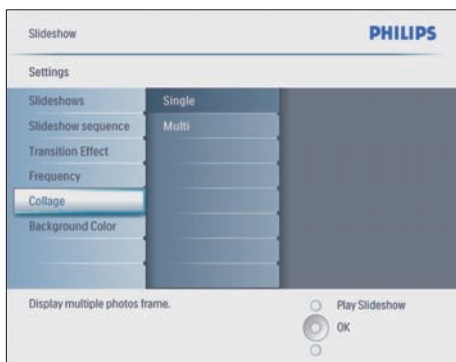 Slideshow
PHILIPS
Settings
Slideshows
Single
Slideshow sequence
Multi
Transition Effect
Frequency
Collage
Background Color
Display multiple photos frame.
Play Slideshow
OK